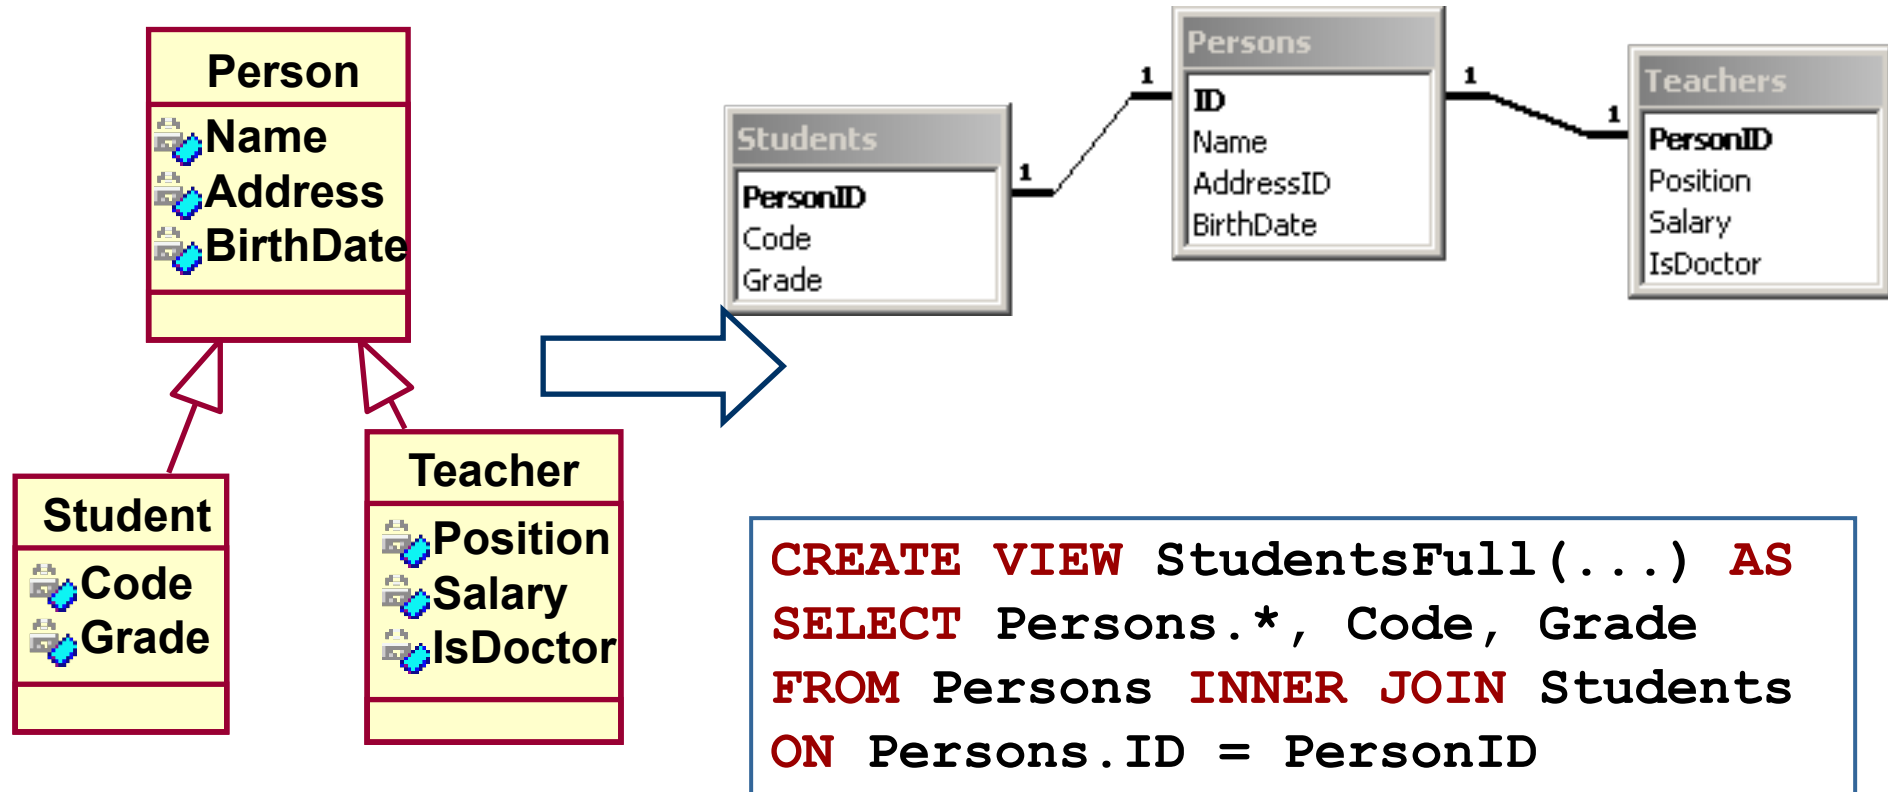 Person
Name
Address
BirthDate
Student
Code
Grade
Teacher
Position
Salary
IsDoctor
Students
PersonID
Code
Grade
1
1
Persons
ID
Name
AddressID
BirthDate
1
1
Teachers
PersonID
Position
Salary
IsDoctor
CREATE VIEW StudentsFull(...) AS
SELECT Persons.*, Code, Grade
FROM Persons INNER JOIN Students
ON Persons.ID = PersonID